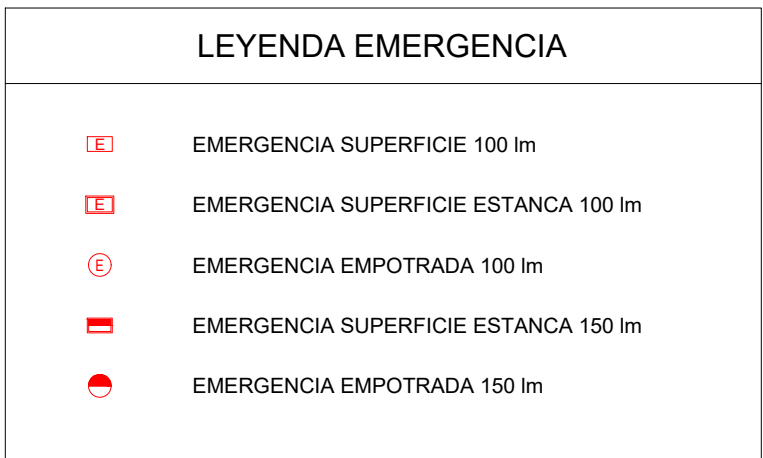 LEYENDA EMERGENCIA
E EMERGENCIA SUPERFICIE 100 lm
E EMERGENCIA SUPERFICIE ESTANCA 100 lm
E EMERGENCIA EMPOTRADA 100 lm
EMERGENCIA SUPERFICIE ESTANCA 150 lm
EMERGENCIA EMPOTRADA 150 lm